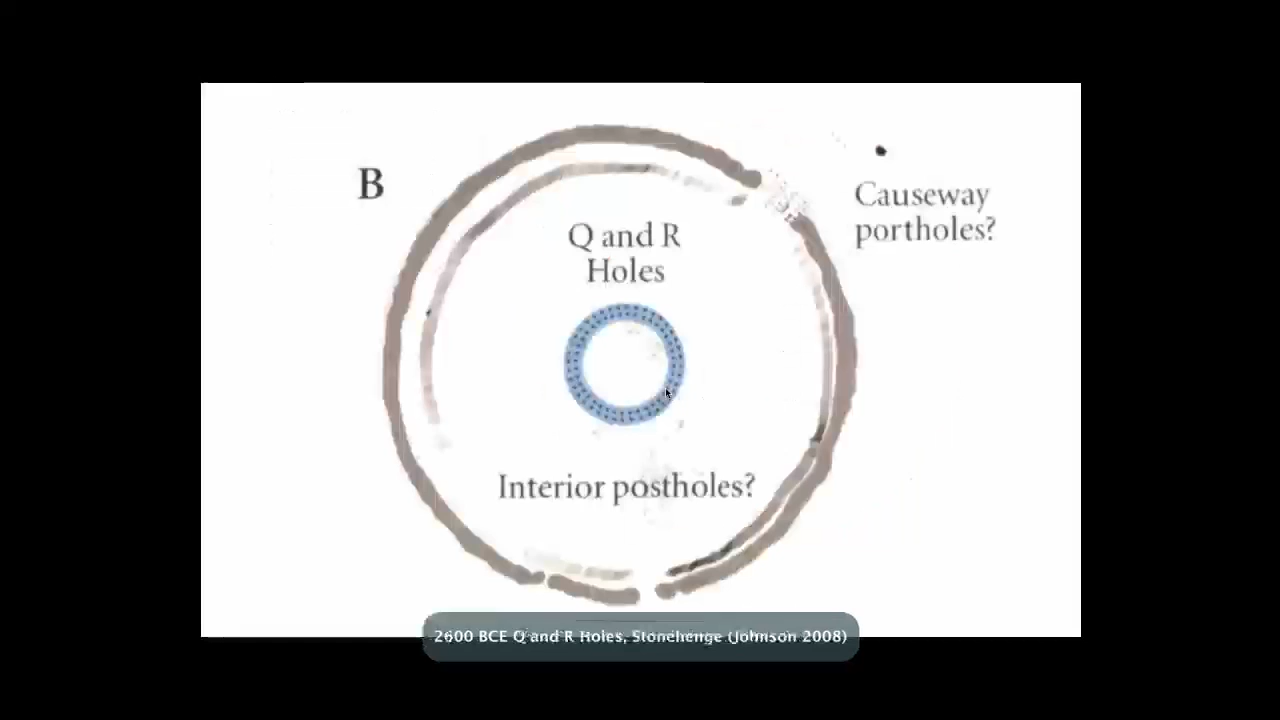 B
Causeway
portholes?
Q and R
Holes
Interior postholes?
2600 BCE Q and R Holes, Stonehenge (Johnson 2008)